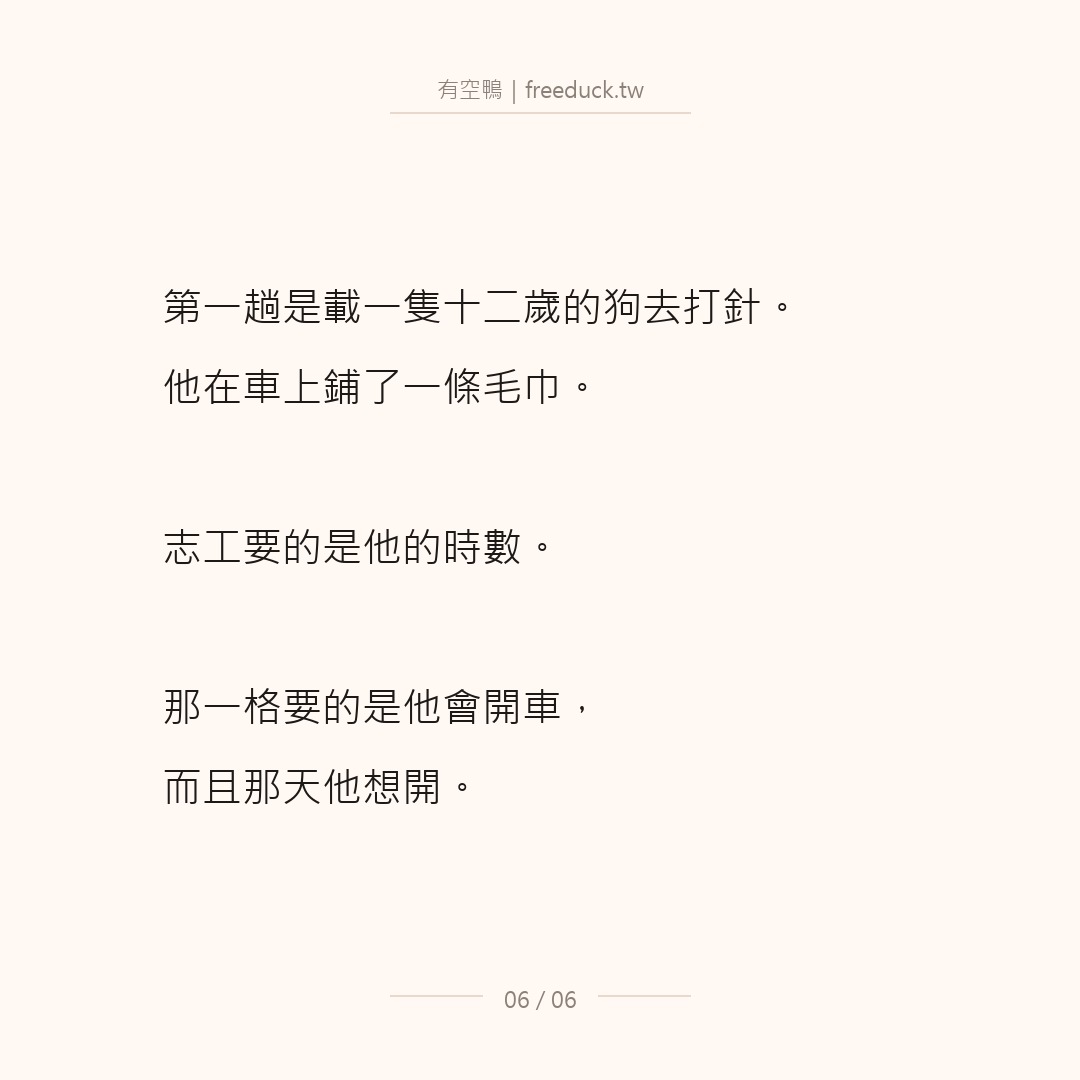 有空鴨｜freeduck.tw
第一趟是載一隻十二歲的狗去打針。
他在車上鋪了一條毛巾。
志工要的是他的時數。
那一格要的是他會開車，
而且那天他想開。
06 / 06